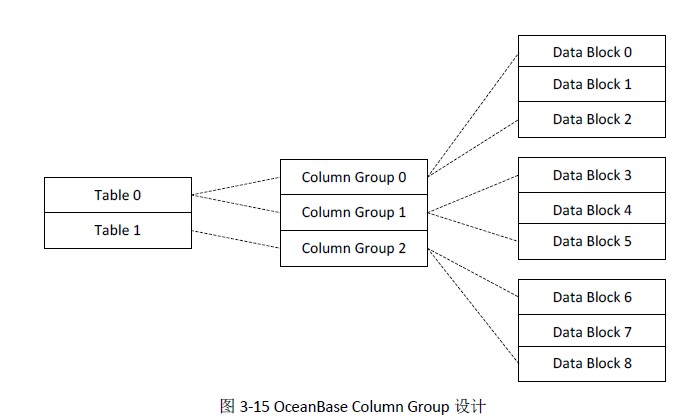 Table 0
Table 1
Column Group 0
Column Group 1
Column Group 2
Data Block 0
Data Block 1
Data Block 2
Data Block 3
Data Block 4
Data Block 5
Data Block 6
Data Block 7
Data Block 8
图 3-15 OceanBase Column Group 设计